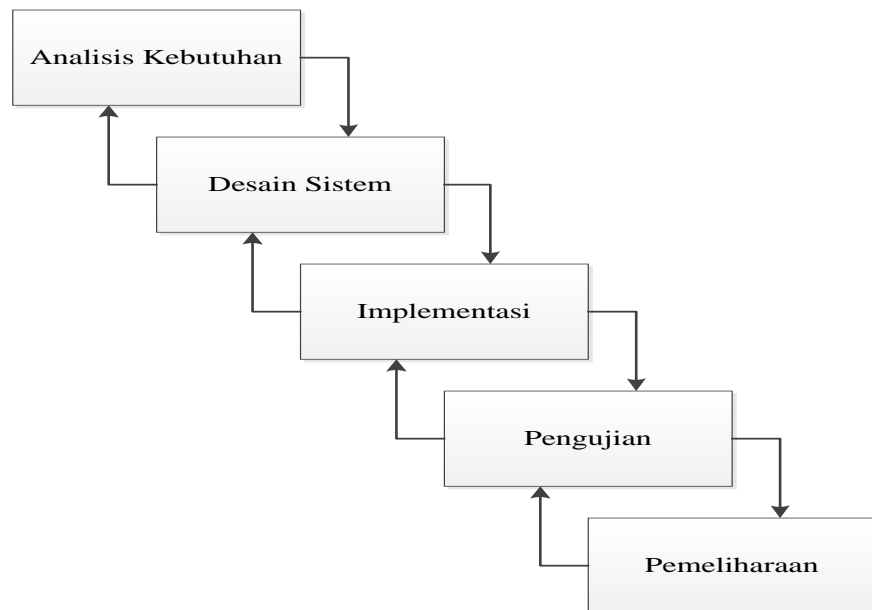 Analisis Kebutuhan
Desain Sistem
Implementasi
Pengujian
Pemeliharaan